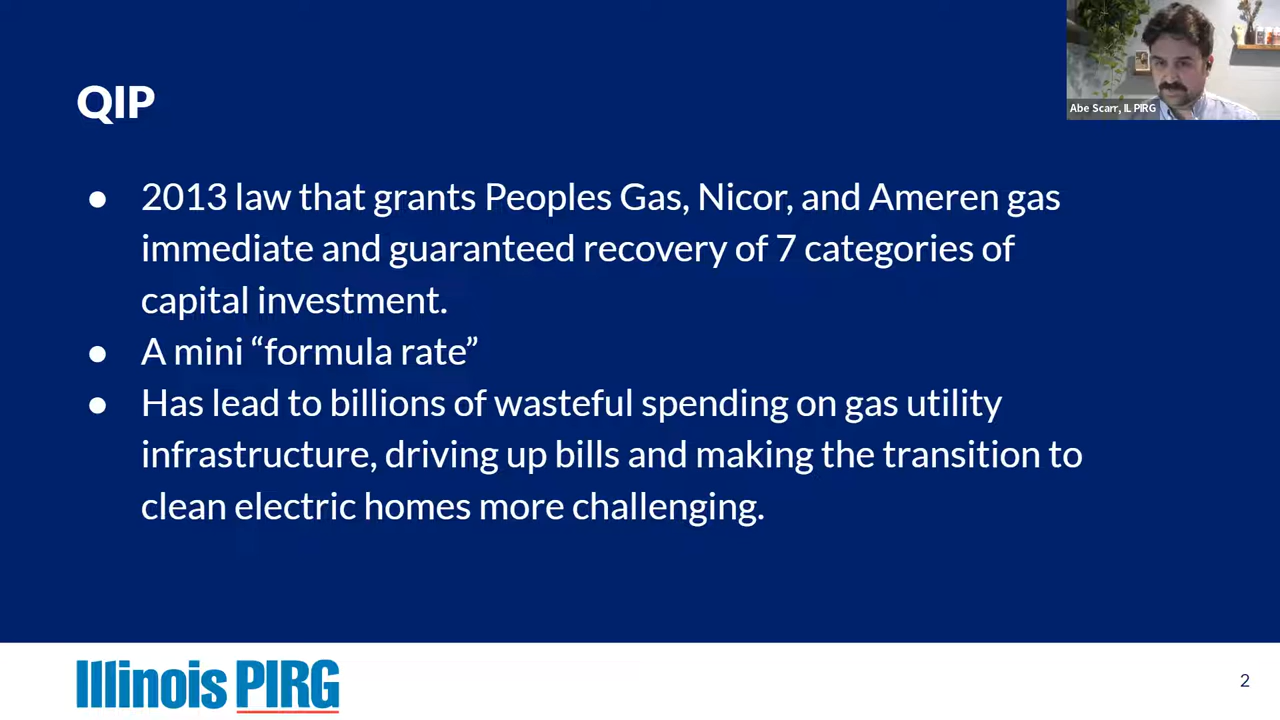 QIP
Abe Scarr, IL PIRG
● 2013 law that grants Peoples Gas, Nicor, and Ameren gas
immediate and guaranteed recovery of 7 categories of
capital investment.
● A mini “formula rate”
● Has lead to billions of wasteful spending on gas utility
infrastructure, driving up bills and making the transition to
clean electric homes more challenging.
Illinois PIRG
2